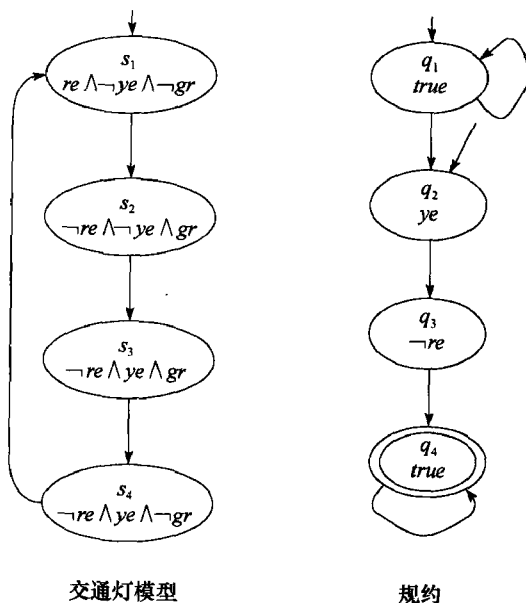 s₁
re ∧ ¬ ye ∧ ¬ gr
s₂
¬ re ∧ ¬ ye ∧ gr
s₃
¬ re ∧ ye ∧ gr
s₄
¬ re ∧ ye ∧ ¬ gr
交通灯模型
q₁
true
q₂
ye
q₃
¬ re
q₄
true
规约